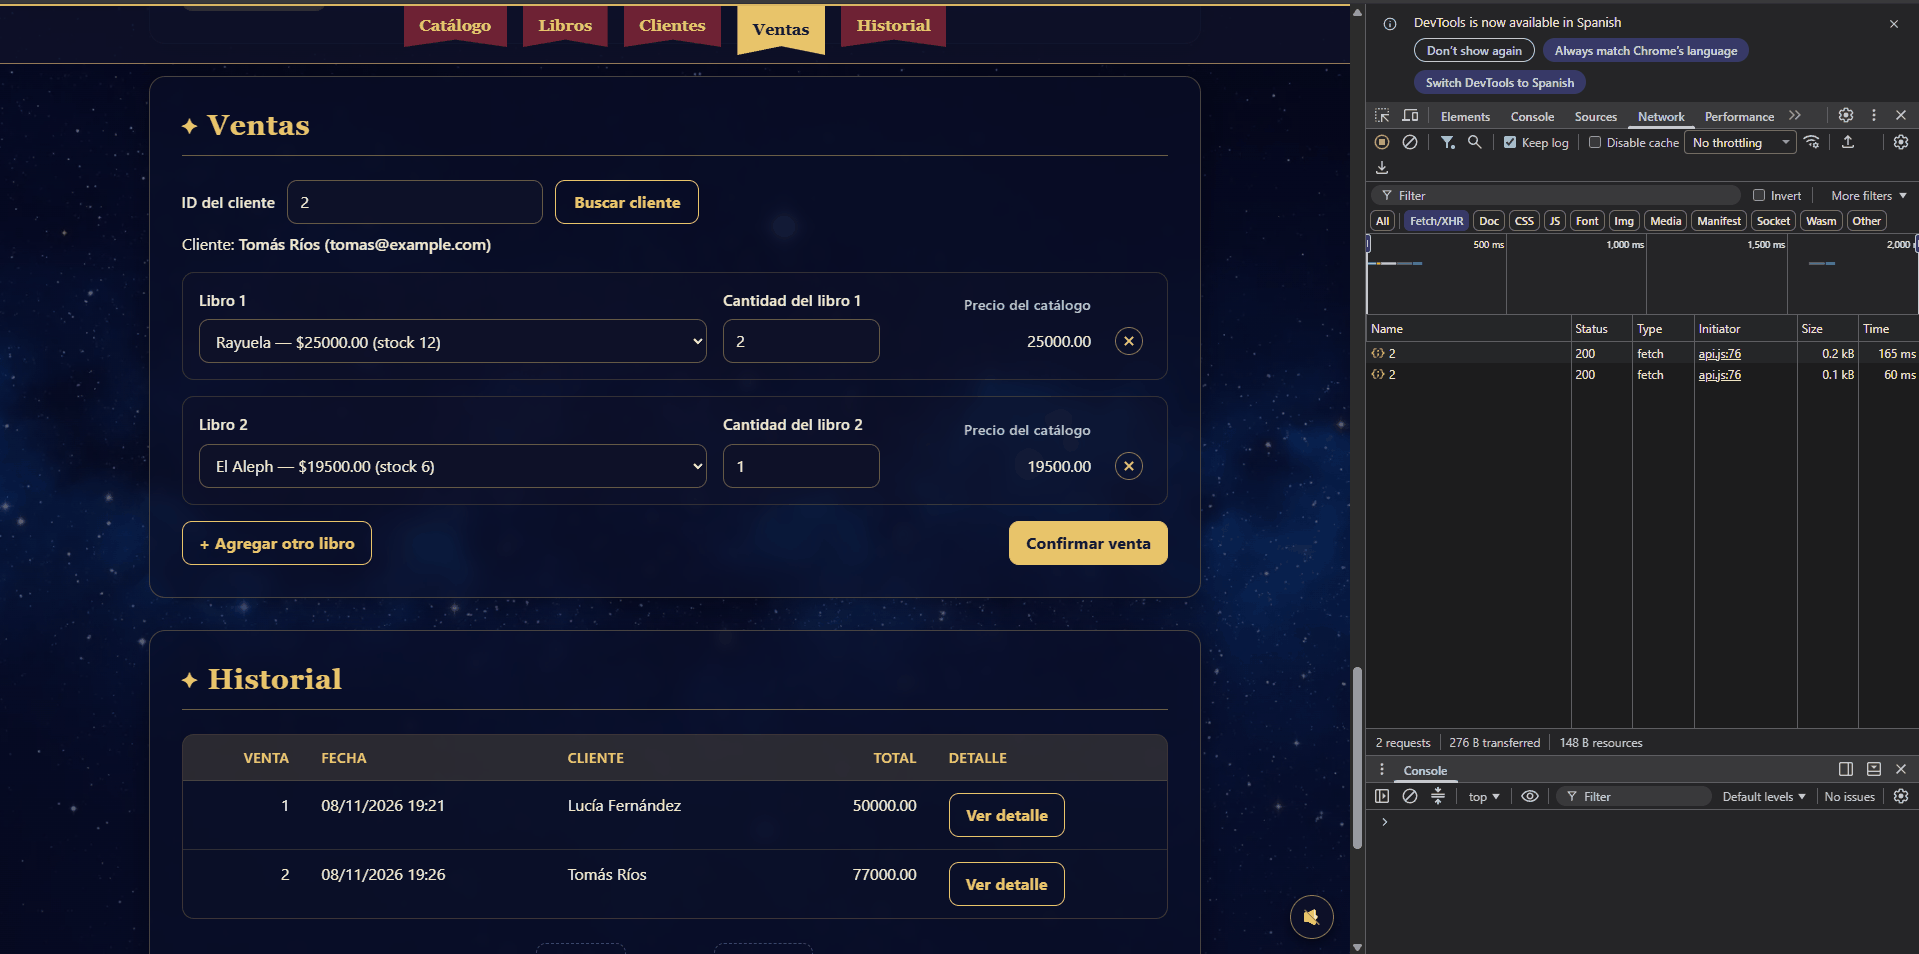 Catálogo Libros Clientes Ventas Historial
✦ Ventas
ID del cliente 2 Buscar cliente
Cliente: Tomás Ríos (tomas@example.com)
Libro 1 Cantidad del libro 1 Precio del catálogo
Rayuela — $25000.00 (stock 12) 2 25000.00 ✕
Libro 2 Cantidad del libro 2 Precio del catálogo
El Aleph — $19500.00 (stock 6) 1 19500.00 ✕
+ Agregar otro libro Confirmar venta
✦ Historial
VENTA FECHA CLIENTE TOTAL DETALLE
1 08/11/2026 19:21 Lucía Fernández 50000.00 Ver detalle
2 08/11/2026 19:26 Tomás Ríos 77000.00 Ver detalle
DevTools is now available in Spanish
Don't show again Always match Chrome's language
Switch DevTools to Spanish
Elements Console Sources Network Performance
Keep log Disable cache No throttling
Filter Invert More filters
All Fetch/XHR Doc CSS JS Font Img Media Manifest Socket Wasm Other
500 ms 1,000 ms 1,500 ms 2,000
Name Status Type Initiator Size Time
2 200 fetch api.js:76 0.2 kB 165 ms
2 200 fetch api.js:76 0.1 kB 60 ms
2 requests 276 B transferred 148 B resources
Console
top Filter Default levels No issues